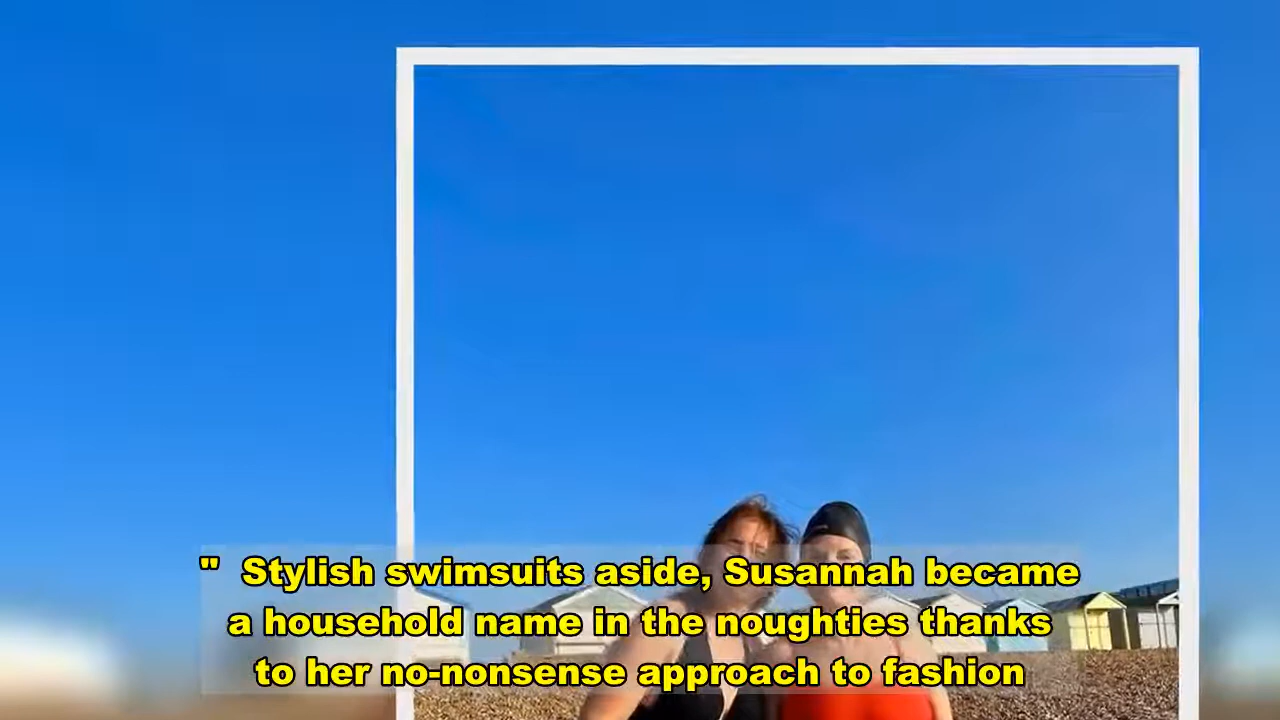 "  Stylish swimsuits aside, Susannah became
a household name in the noughties thanks
to her no-nonsense approach to fashion